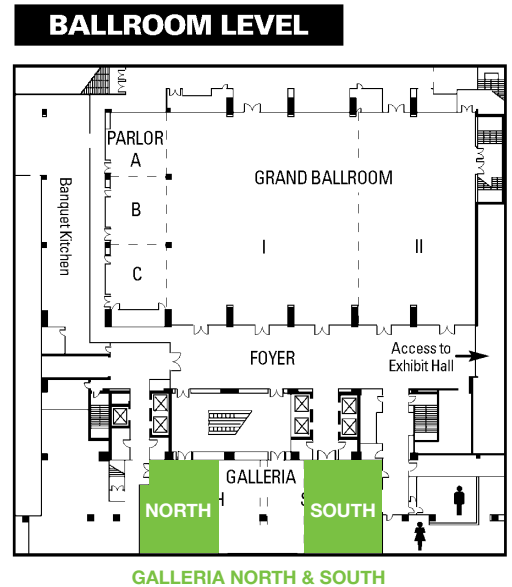 BALLROOM LEVEL
PARLOR
A
GRAND BALLROOM
B
Banquet Kitchen
I
II
C
FOYER
Access to
Exhibit Hall
GALLERIA
H
S
NORTH
SOUTH
GALLERIA NORTH & SOUTH